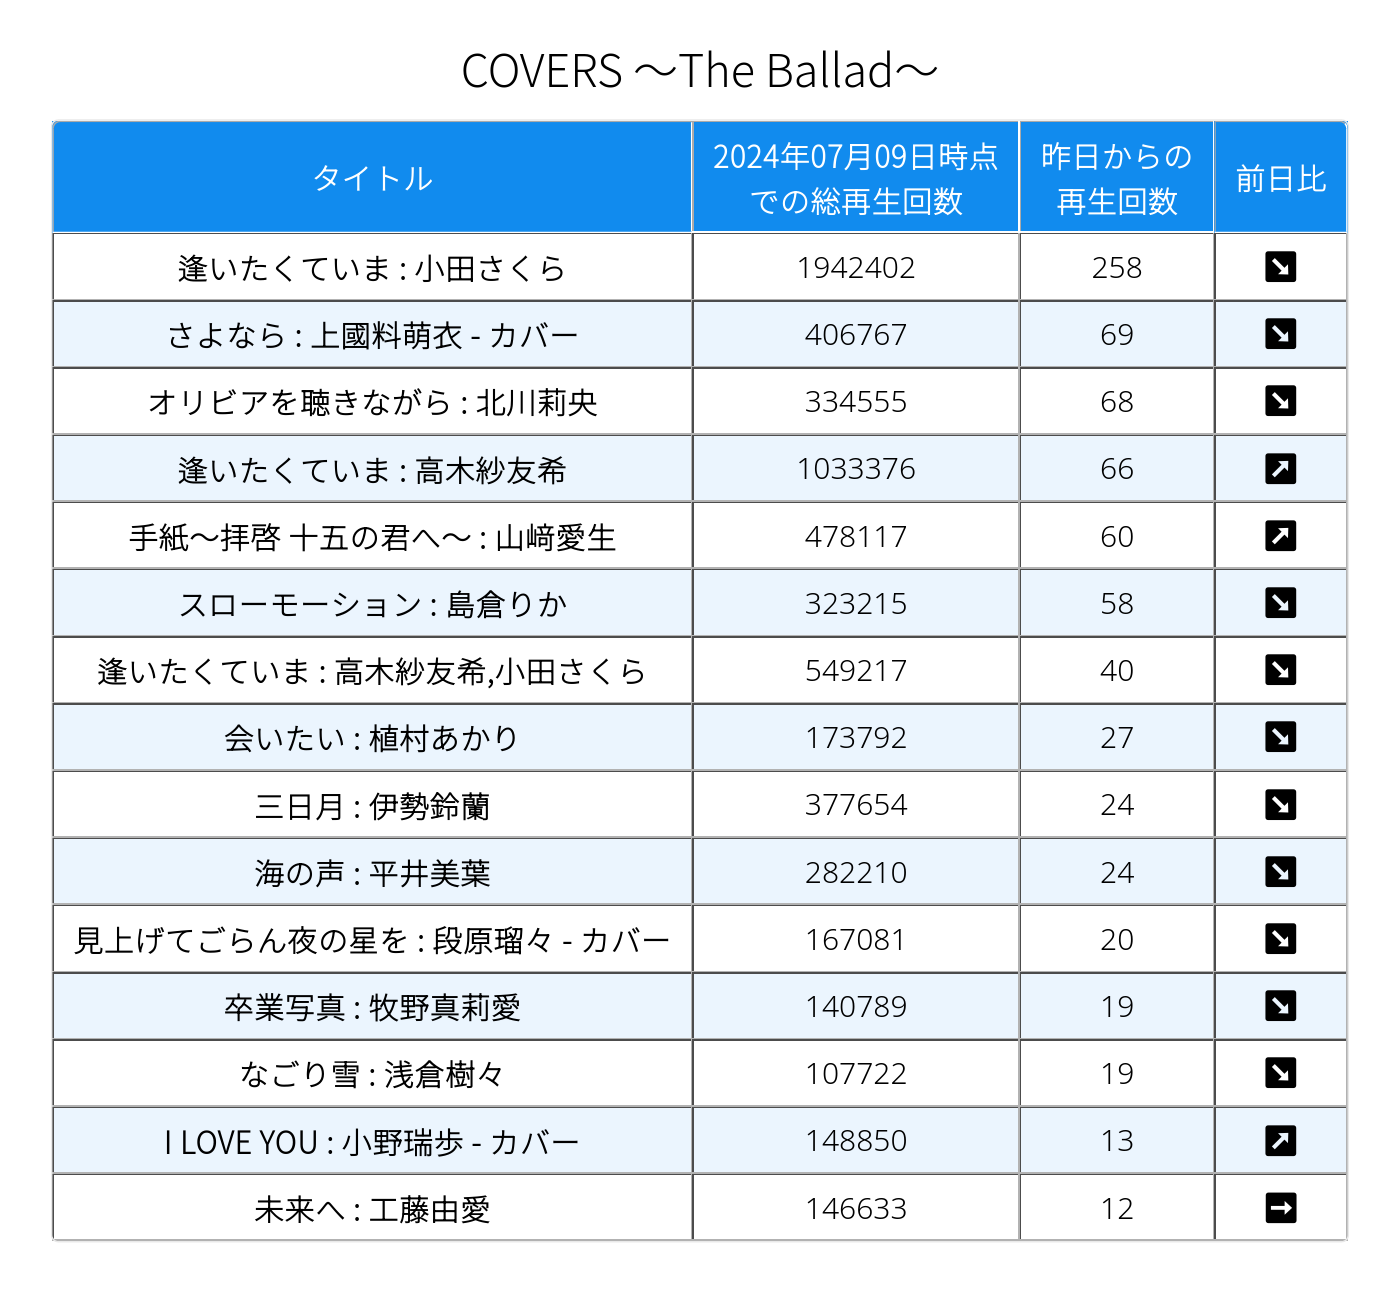 COVERS ～The Ballad～
タイトル 2024年07月09日時点での総再生回数 昨日からの再生回数 前日比
逢いたくていま : 小田さくら 1942402 258 ↘
さよなら : 上國料萌衣 - カバー 406767 69 ↘
オリビアを聴きながら : 北川莉央 334555 68 ↘
逢いたくていま : 高木紗友希 1033376 66 ↗
手紙～拝啓 十五の君へ～ : 山﨑愛生 478117 60 ↗
スローモーション : 島倉りか 323215 58 ↘
逢いたくていま : 高木紗友希,小田さくら 549217 40 ↘
会いたい : 植村あかり 173792 27 ↘
三日月 : 伊勢鈴蘭 377654 24 ↘
海の声 : 平井美葉 282210 24 ↘
見上げてごらん夜の星を : 段原瑠々 - カバー 167081 20 ↘
卒業写真 : 牧野真莉愛 140789 19 ↘
なごり雪 : 浅倉樹々 107722 19 ↘
I LOVE YOU : 小野瑞歩 - カバー 148850 13 ↗
未来へ : 工藤由愛 146633 12 →